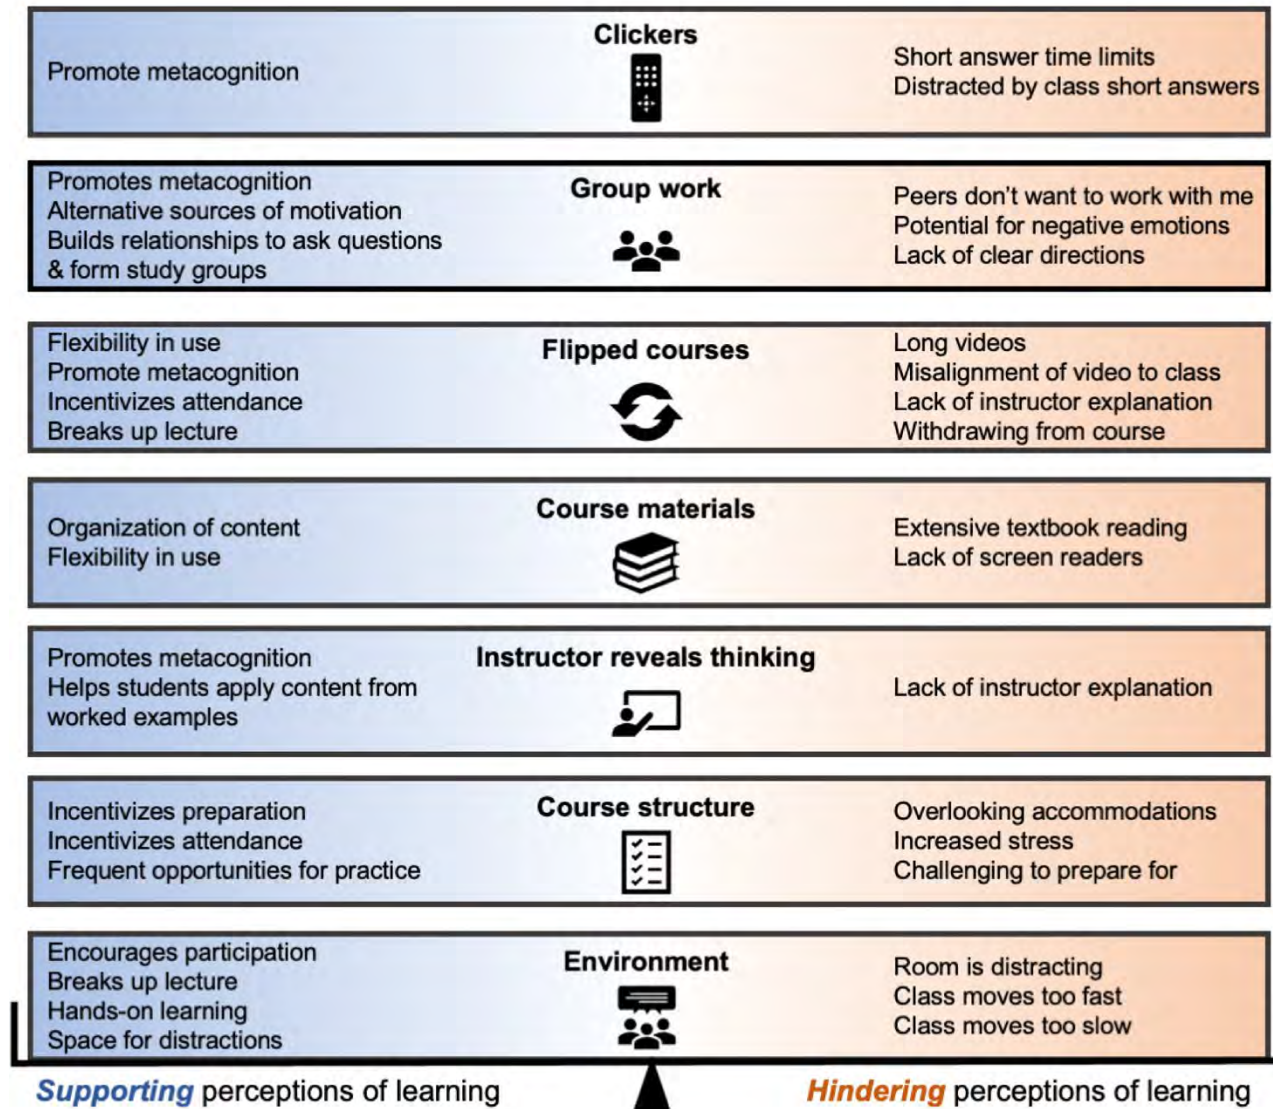 Clickers
Promote metacognition
Short answer time limits
Distracted by class short answers
Group work
Promotes metacognition
Alternative sources of motivation
Builds relationships to ask questions
& form study groups
Peers don't want to work with me
Potential for negative emotions
Lack of clear directions
Flipped courses
Flexibility in use
Promote metacognition
Incentivizes attendance
Breaks up lecture
Long videos
Misalignment of video to class
Lack of instructor explanation
Withdrawing from course
Course materials
Organization of content
Flexibility in use
Extensive textbook reading
Lack of screen readers
Instructor reveals thinking
Promotes metacognition
Helps students apply content from
worked examples
Lack of instructor explanation
Course structure
Incentivizes preparation
Incentivizes attendance
Frequent opportunities for practice
Overlooking accommodations
Increased stress
Challenging to prepare for
Environment
Encourages participation
Breaks up lecture
Hands-on learning
Space for distractions
Room is distracting
Class moves too fast
Class moves too slow
Supporting perceptions of learning
Hindering perceptions of learning